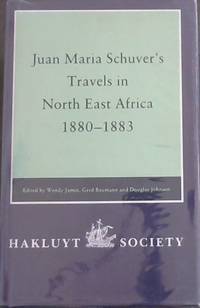 Juan Maria Schuver's
Travels in
North East Africa
1880–1883
Edited by Wendy James, Gerd Baumann and Douglas Johnson
HAKLUYT SOCIETY